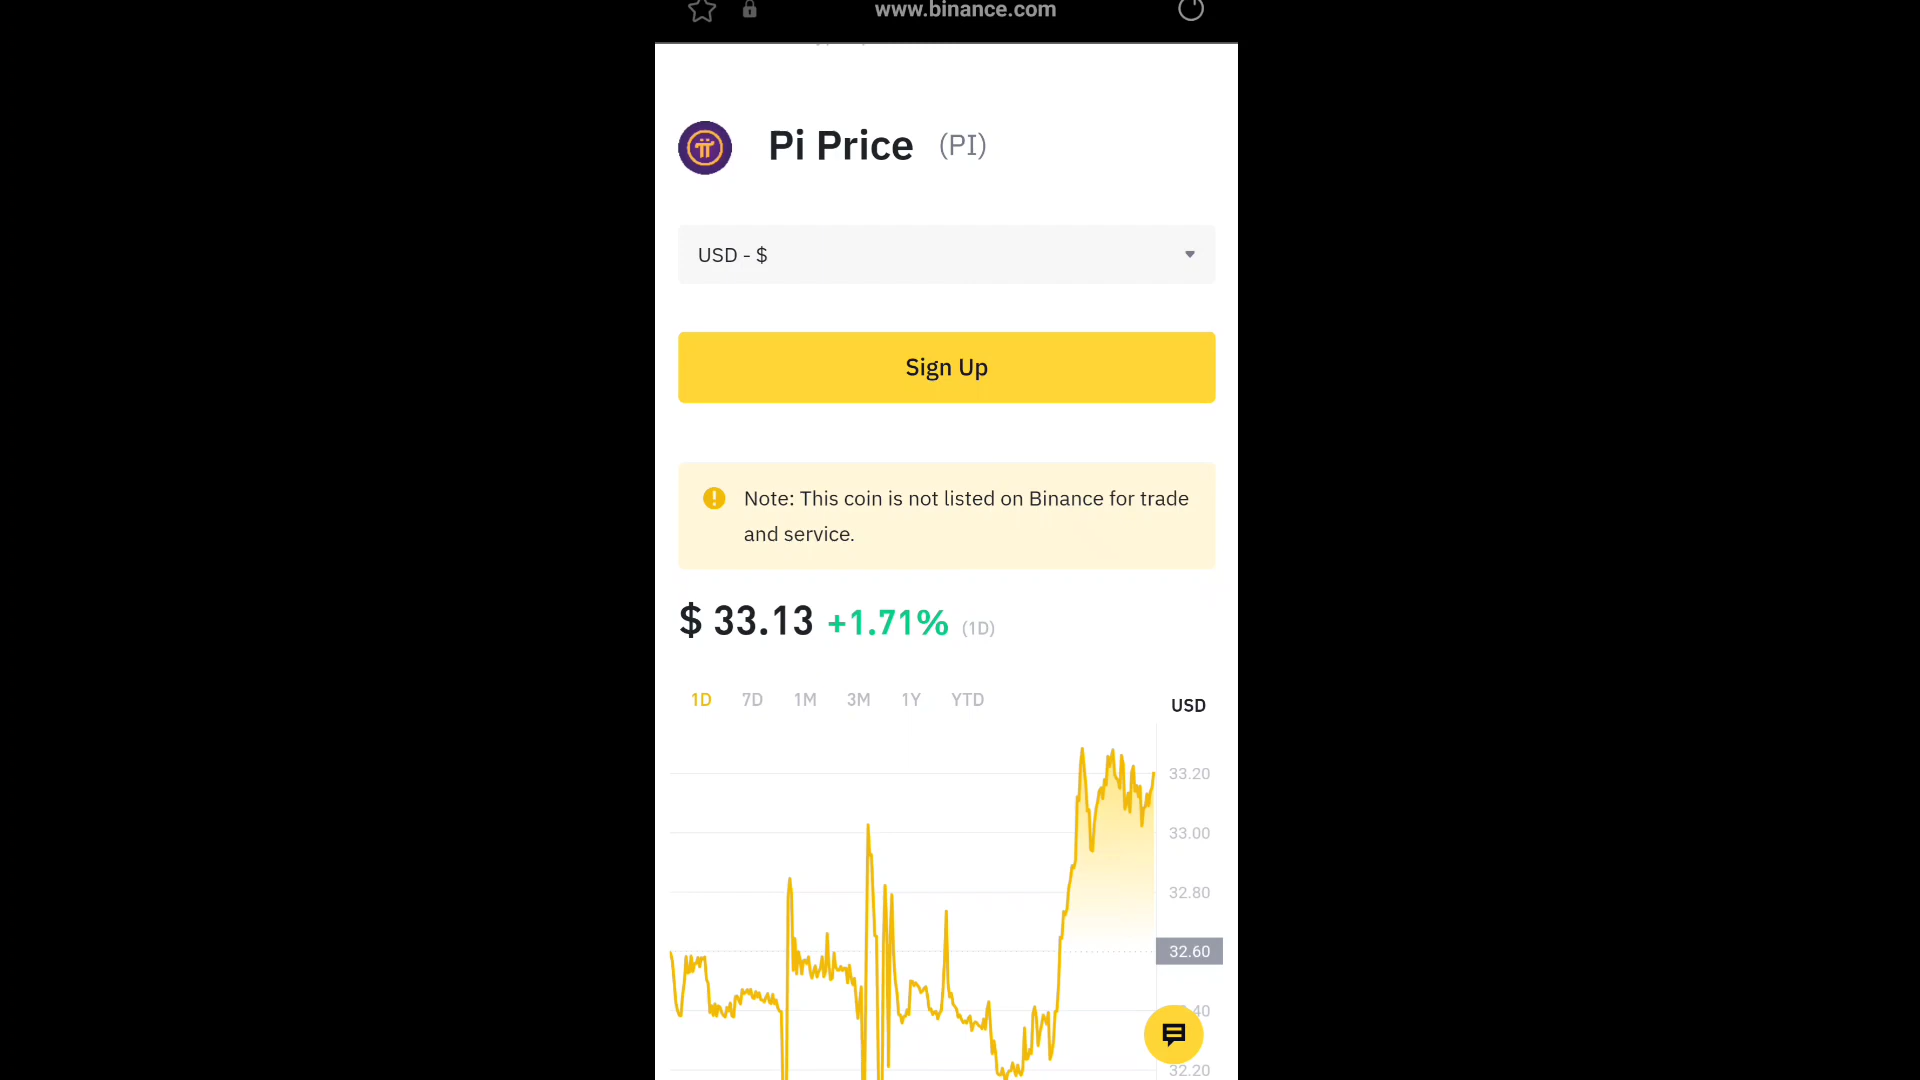 www.binance.com
Pi Price (PI)
USD - $
Sign Up
Note: This coin is not listed on Binance for trade
and service.
$ 33.13 +1.71% (1D)
1D 7D 1M 3M 1Y YTD
USD
33.20
33.00
32.80
32.60
40
32.20